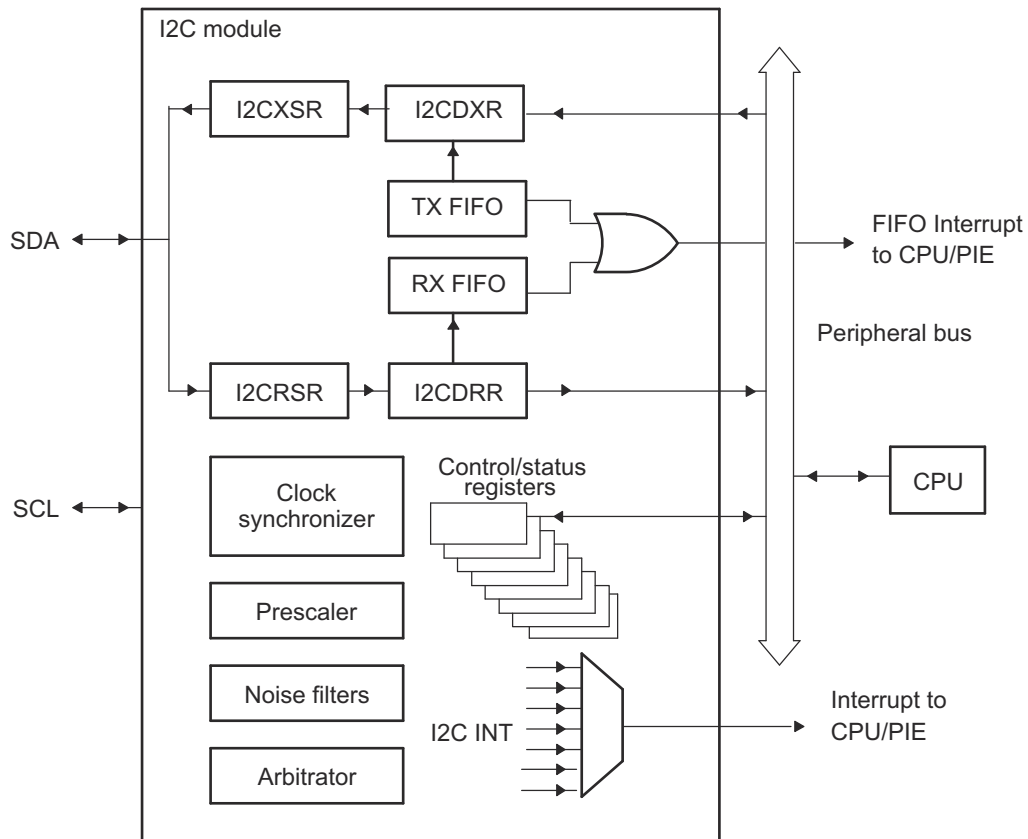 I2C module
I2CXSR
I2CDXR
TX FIFO
RX FIFO
SDA
FIFO Interrupt
to CPU/PIE
Peripheral bus
I2CRSR
I2CDRR
SCL
Clock
synchronizer
Control/status
registers
CPU
Prescaler
Noise filters
Arbitrator
I2C INT
Interrupt to
CPU/PIE